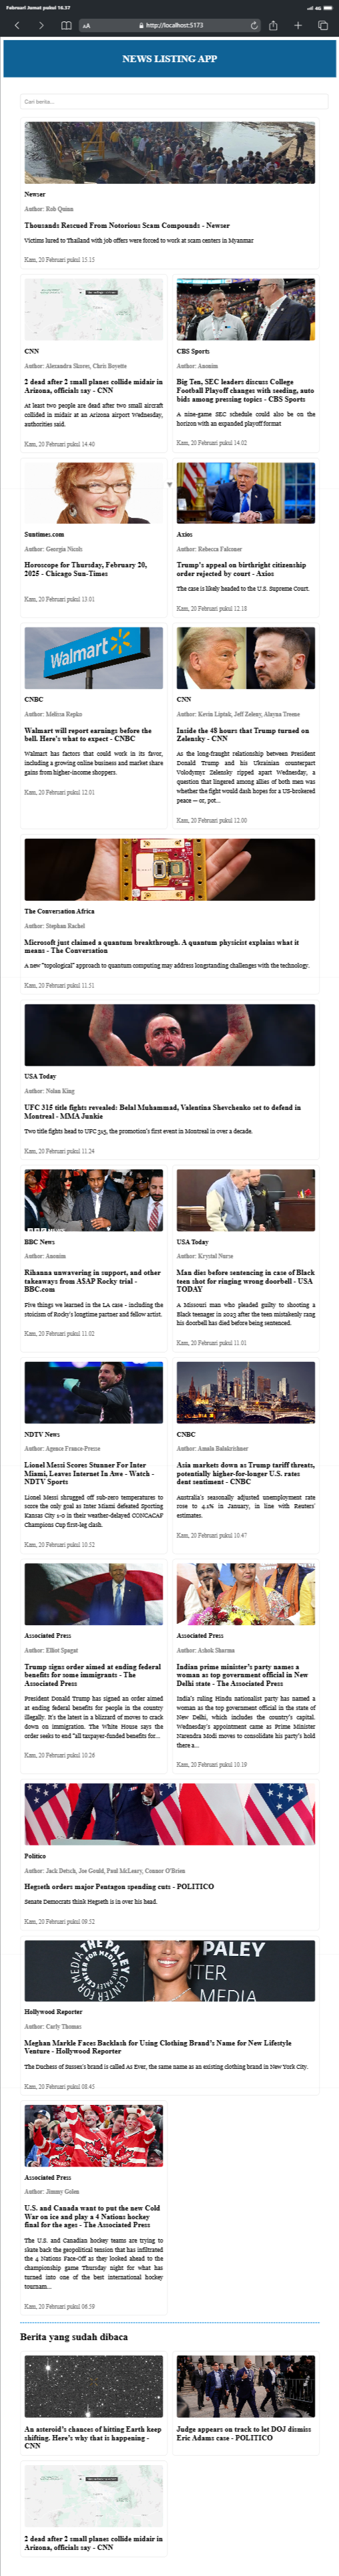 Februari Jumat pukul 16.37
4G
AA
http://localhost:5173
NEWS LISTING APP
Cari berita...
Newser
Author: Rob Quinn
Thousands Rescued From Notorious Scam Compounds - Newser
Victims lured to Thailand with job offers were forced to work at scam centers in Myanmar
Kam, 20 Februari pukul 15.15
CNN
Author: Alexandra Skores, Chris Boyette
2 dead after 2 small planes collide midair in
Arizona, officials say - CNN
At least two people are dead after two small aircraft
collided in midair at an Arizona airport Wednesday,
authorities said.
Kam, 20 Februari pukul 14.40
CBS Sports
Author: Anonim
Big Ten, SEC leaders discuss College
Football Playoff changes with seeding, auto
bids among pressing topics - CBS Sports
A nine-game SEC schedule could also be on the
horizon with an expanded playoff format
Kam, 20 Februari pukul 14.02
Suntimes.com
Author: Georgia Nicols
Horoscope for Thursday, February 20,
2025 - Chicago Sun-Times
Kam, 20 Februari pukul 13.01
Axios
Author: Rebecca Falconer
Trump's appeal on birthright citizenship
order rejected by court - Axios
The case is likely headed to the U.S. Supreme Court.
Kam, 20 Februari pukul 12.18
Walmart
CNBC
Author: Melissa Repko
Walmart will report earnings before the
bell. Here's what to expect - CNBC
Walmart has factors that could work in its favor,
including a growing online business and market share
gains from higher-income shoppers.
Kam, 20 Februari pukul 12.01
CNN
Author: Kevin Liptak, Jeff Zeleny, Alayna Treene
Inside the 48 hours that Trump turned on
Zelensky - CNN
As the long-fraught relationship between President
Donald Trump and his Ukrainian counterpart
Volodymyr Zelensky ripped apart Wednesday, a
question that lingered among allies of both men was
whether the fight would dash hopes for a US-brokered
peace — or, pot...
Kam, 20 Februari pukul 12.00
The Conversation Africa
Author: Stephan Rachel
Microsoft just claimed a quantum breakthrough. A quantum physicist explains what it
means - The Conversation
A new "topological" approach to quantum computing may address longstanding challenges with the technology.
Kam, 20 Februari pukul 11.51
USA Today
Author: Nolan King
UFC 315 title fights revealed: Belal Muhammad, Valentina Shevchenko set to defend in
Montreal - MMA Junkie
Two title fights head to UFC 315, the promotion's first event in Montreal in over a decade.
Kam, 20 Februari pukul 11.24
BBC NEWS
BBC News
Author: Anonim
Rihanna unwavering in support, and other
takeaways from ASAP Rocky trial -
BBC.com
Five things we learned in the LA case - including the
stoicism of Rocky's longtime partner and fellow artist.
Kam, 20 Februari pukul 11.02
USA Today
Author: Krystal Nurse
Man dies before sentencing in case of Black
teen shot for ringing wrong doorbell - USA
TODAY
A Missouri man who pleaded guilty to shooting a
Black teenager in 2023 after the teen mistakenly rang
his doorbell has died before being sentenced.
Kam, 20 Februari pukul 11.01
NDTV News
Author: Agence France-Presse
Lionel Messi Scores Stunner For Inter
Miami, Leaves Internet In Awe - Watch -
NDTV Sports
Lionel Messi shrugged off sub-zero temperatures to
score the only goal as Inter Miami defeated Sporting
Kansas City 1-0 in their weather-delayed CONCACAF
Champions Cup first-leg clash.
Kam, 20 Februari pukul 10.52
CNBC
Author: Amala Balakrishner
Asia markets down as Trump tariff threats,
potentially higher-for-longer U.S. rates
dent sentiment - CNBC
Australia's seasonally adjusted unemployment rate
rose to 4.1% in January, in line with Reuters'
estimates.
Kam, 20 Februari pukul 10.47
Associated Press
Author: Elliot Spagat
Trump signs order aimed at ending federal
benefits for some immigrants - The
Associated Press
President Donald Trump has signed an order aimed
at ending federal benefits for people in the country
illegally. It's the latest in a blizzard of moves to crack
down on immigration. The White House says the
order seeks to end "all taxpayer-funded benefits for...
Kam, 20 Februari pukul 10.26
Associated Press
Author: Ashok Sharma
Indian prime minister's party names a
woman as top government official in New
Delhi state - The Associated Press
India's ruling Hindu nationalist party has named a
woman as the top government official in the state of
New Delhi, which includes the country's capital.
Wednesday's appointment came as Prime Minister
Narendra Modi moves to consolidate his party's hold
there a...
Kam, 20 Februari pukul 10.19
Politico
Author: Jack Detsch, Joe Gould, Paul McLeary, Connor O'Brien
Hegseth orders major Pentagon spending cuts - POLITICO
Senate Democrats think Hegseth is in over his head.
Kam, 20 Februari pukul 09.52
THE PALEY
CENTER FOR MEDIA
PALEY
TER
MEDIA
Hollywood Reporter
Author: Carly Thomas
Meghan Markle Faces Backlash for Using Clothing Brand's Name for New Lifestyle
Venture - Hollywood Reporter
The Duchess of Sussex's brand is called As Ever, the same name as an existing clothing brand in New York City.
Kam, 20 Februari pukul 08.45
Associated Press
Author: Jimmy Golen
U.S. and Canada want to put the new Cold
War on ice and play a 4 Nations hockey
final for the ages - The Associated Press
The U.S. and Canadian hockey teams are trying to
skate back the geopolitical tension that has infiltrated
the 4 Nations Face-Off as they looked ahead to the
championship game Thursday night for what has
turned into one of the best international hockey
tournam...
Kam, 20 Februari pukul 06.59
Berita yang sudah dibaca
An asteroid's chances of hitting Earth keep
shifting. Here's why that is happening -
CNN
Judge appears on track to let DOJ dismiss
Eric Adams case - POLITICO
2 dead after 2 small planes collide midair in
Arizona, officials say - CNN